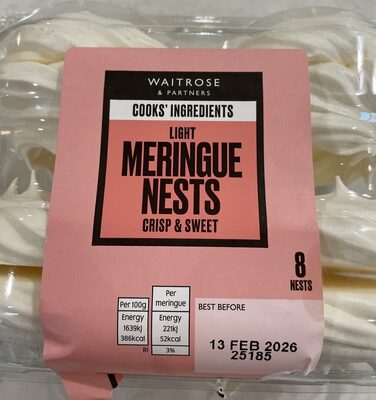 WAITROSE
& PARTNERS
COOKS' INGREDIENTS
LIGHT
MERINGUE
NESTS
CRISP & SWEET
8
NESTS
Per 100g
Energy
1639kJ
386kcal
Per
meringue
Energy
221kJ
52kcal
RI
3%
BEST BEFORE
13 FEB 2026
25185